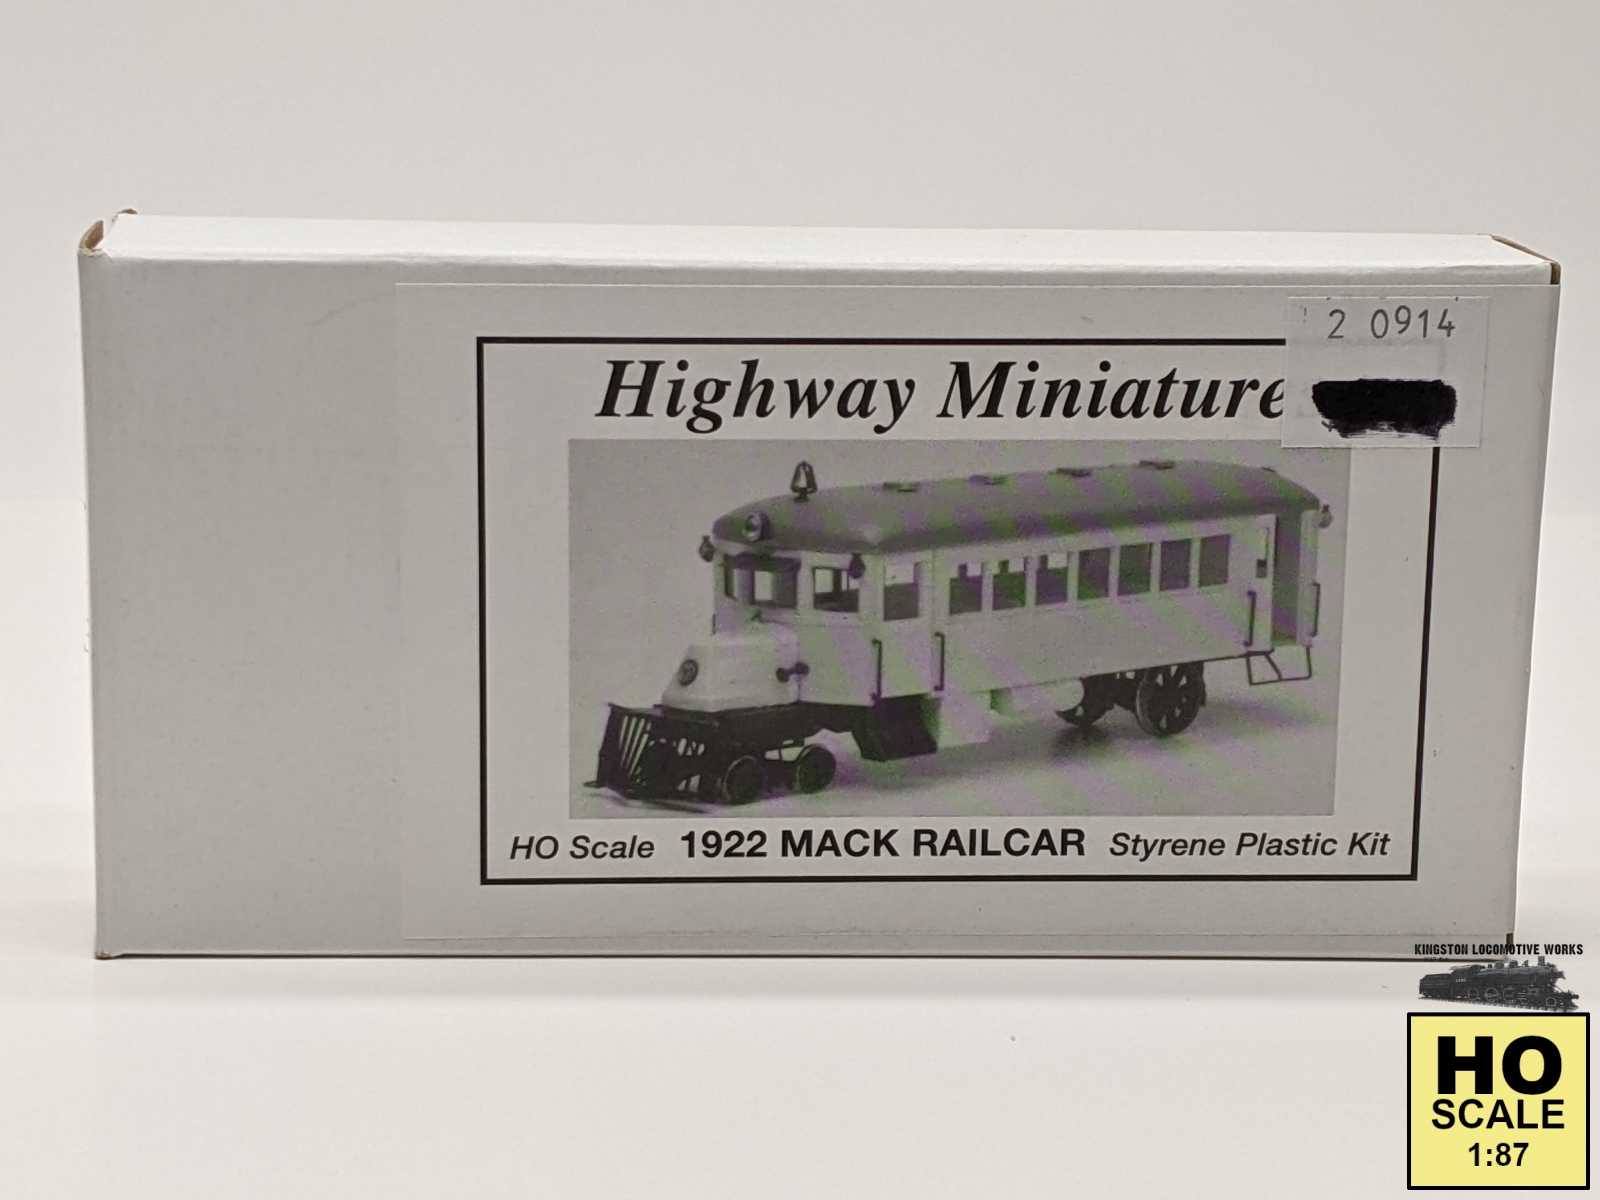 2 0914
Highway Miniature
HO Scale 1922 MACK RAILCAR Styrene Plastic Kit
KINGSTON LOCOMOTIVE WORKS
HO
SCALE
1:87